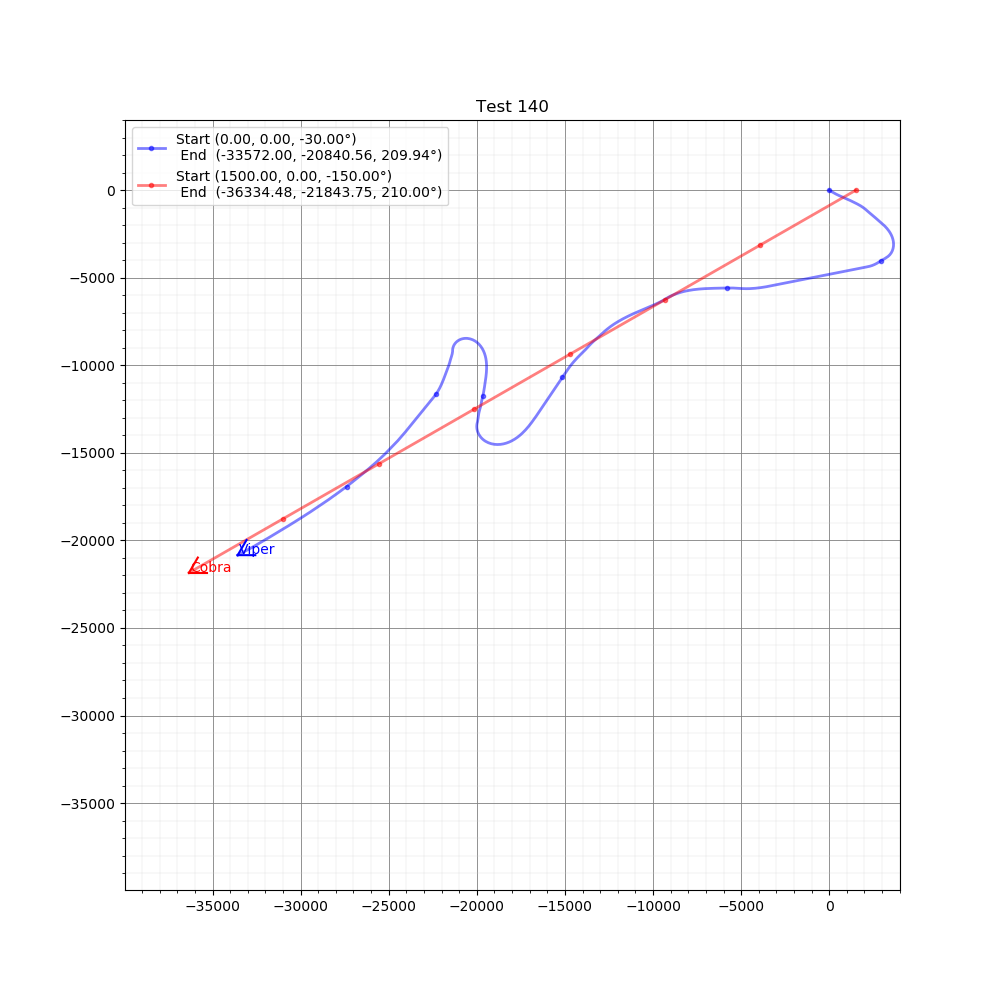 Test 140
Start (0.00, 0.00, -30.00°)
End  (-33572.00, -20840.56, 209.94°)
Start (1500.00, 0.00, -150.00°)
End  (-36334.48, -21843.75, 210.00°)
0
−5000
−10000
−15000
−20000
−25000
−30000
−35000
Viper
Cobra
−35000 −30000 −25000 −20000 −15000 −10000 −5000 0